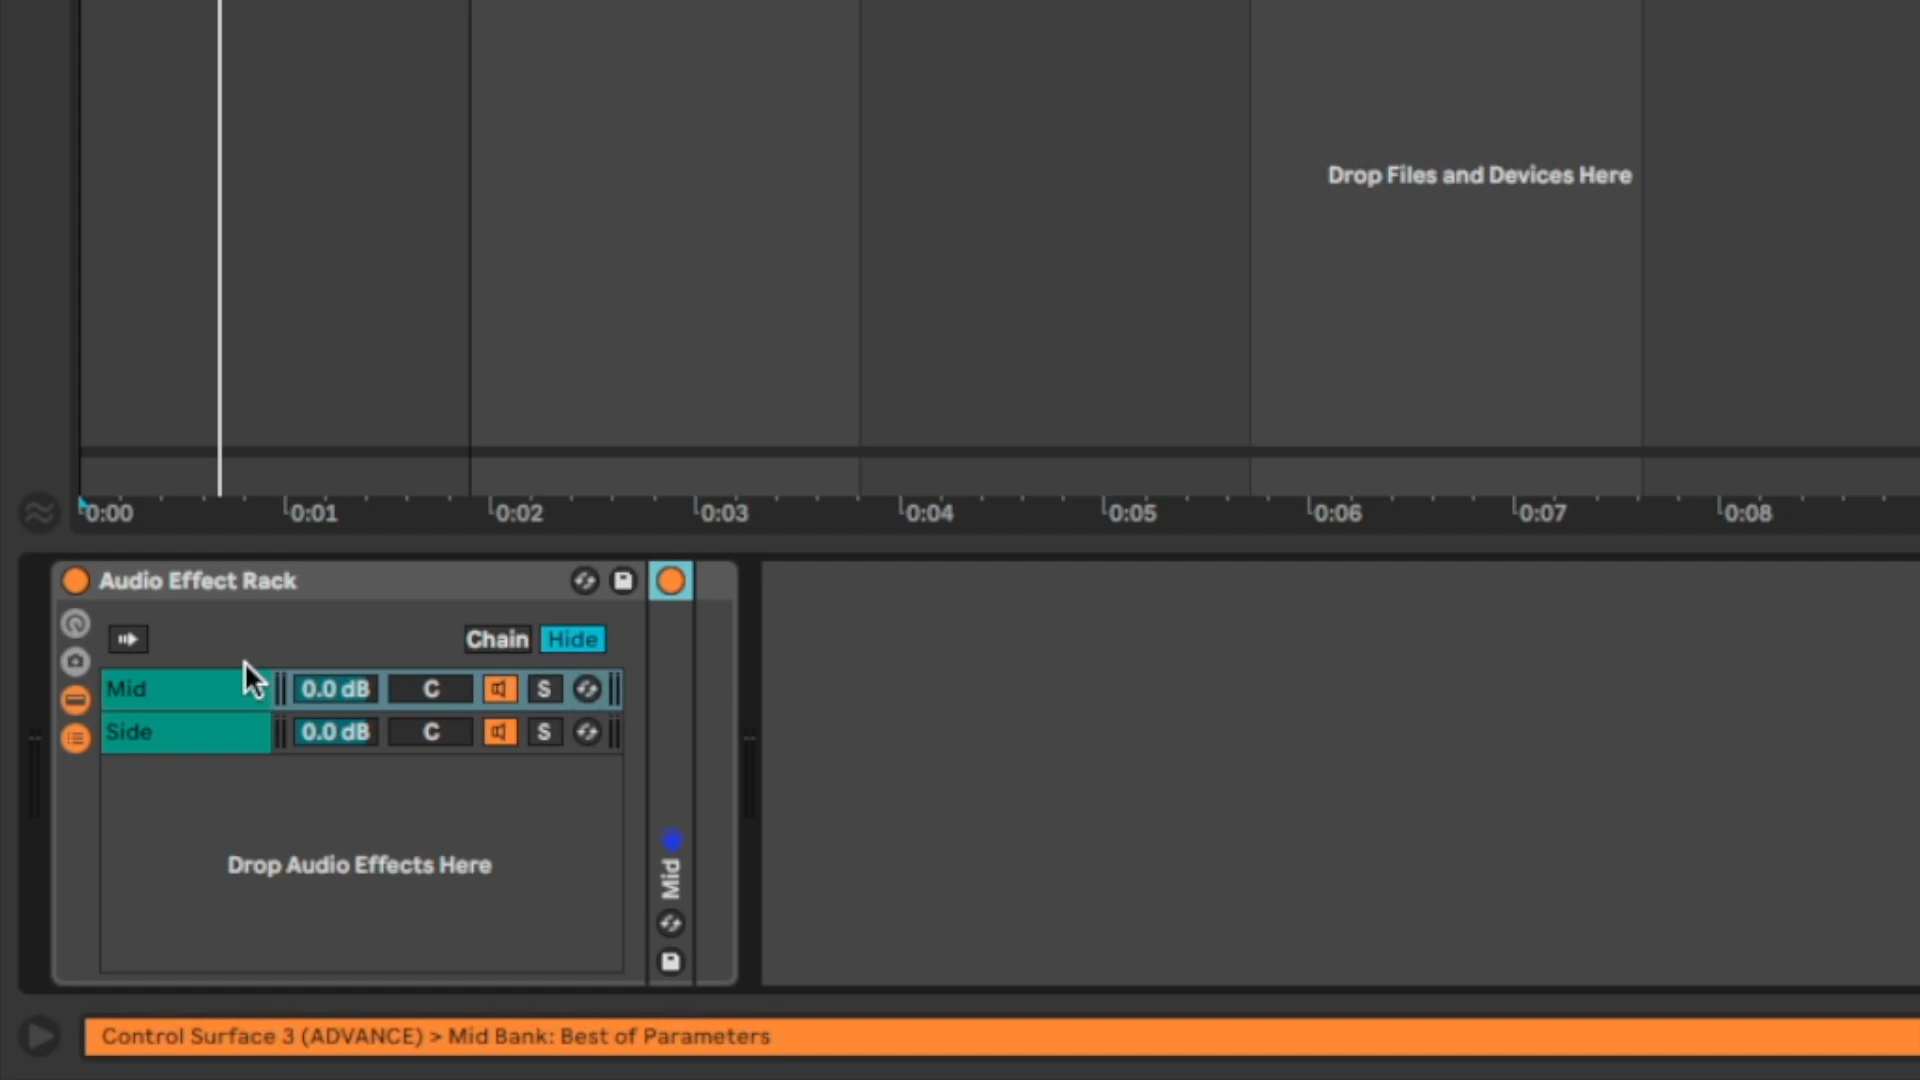 Drop Files and Devices Here
0:00 0:01 0:02 0:03 0:04 0:05 0:06 0:07 0:08
Audio Effect Rack
Chain Hide
Mid 0.0 dB C S
Side 0.0 dB C S
Drop Audio Effects Here
Mid
Control Surface 3 (ADVANCE) > Mid Bank: Best of Parameters